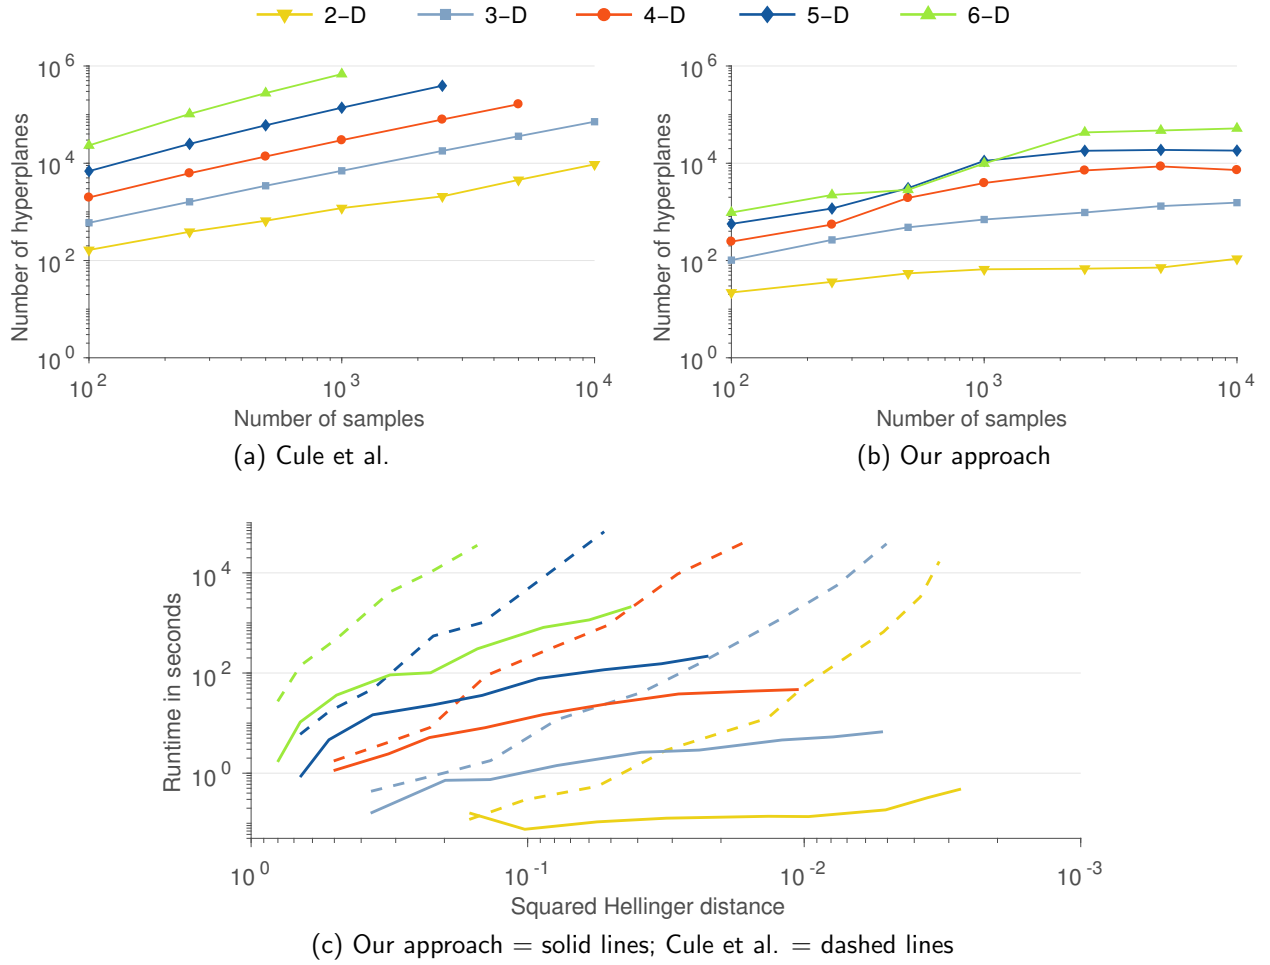 2−D 3−D 4−D 5−D 6−D
Number of hyperplanes
10^6
10^4
10^2
10^0
10^2 10^3 10^4
Number of samples
(a) Cule et al.
Number of hyperplanes
10^6
10^4
10^2
10^0
10^2 10^3 10^4
Number of samples
(b) Our approach
Runtime in seconds
10^4
10^2
10^0
10^0 10^-1 10^-2 10^-3
Squared Hellinger distance
(c) Our approach = solid lines; Cule et al. = dashed lines